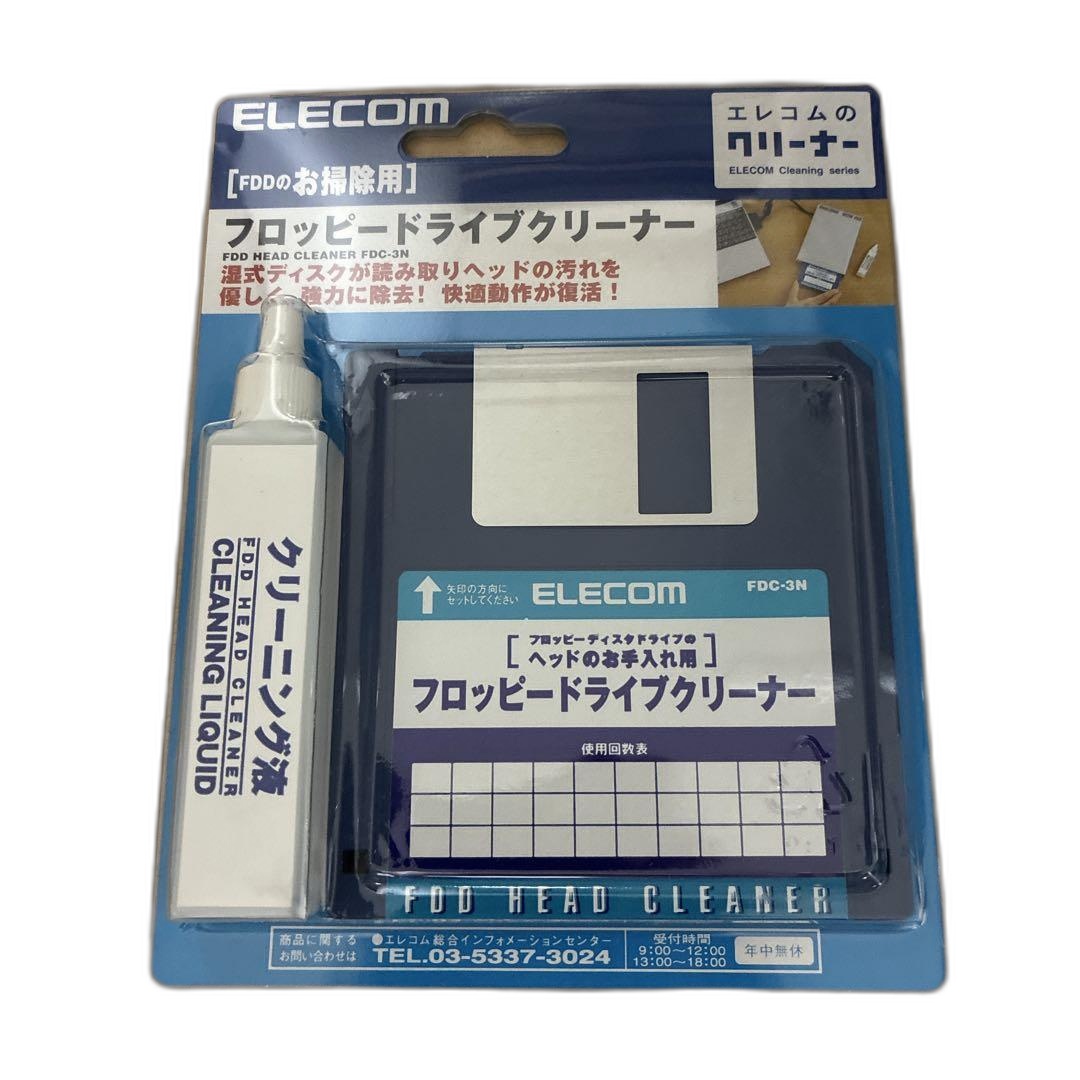 ELECOM
エレコムの
クリーナー
ELECOM Cleaning series
[FDDのお掃除用]
フロッピードライブクリーナー
FDD HEAD CLEANER FDC-3N
湿式ディスクが読み取りヘッドの汚れを
優しく 強力に除去! 快適動作が復活!
クリーニング液
FDD HEAD CLEANER
CLEANING LIQUID
矢印の方向に
セットしてください
ELECOM
FDC-3N
[フロッピーディスクドライブの
ヘッドのお手入れ用]
フロッピードライブクリーナー
使用回数表
FDD HEAD CLEANER
商品に関する
お問い合わせは
●エレコム総合インフォメーションセンター
TEL.03-5337-3024
受付時間
9:00〜12:00
13:00〜18:00
年中無休